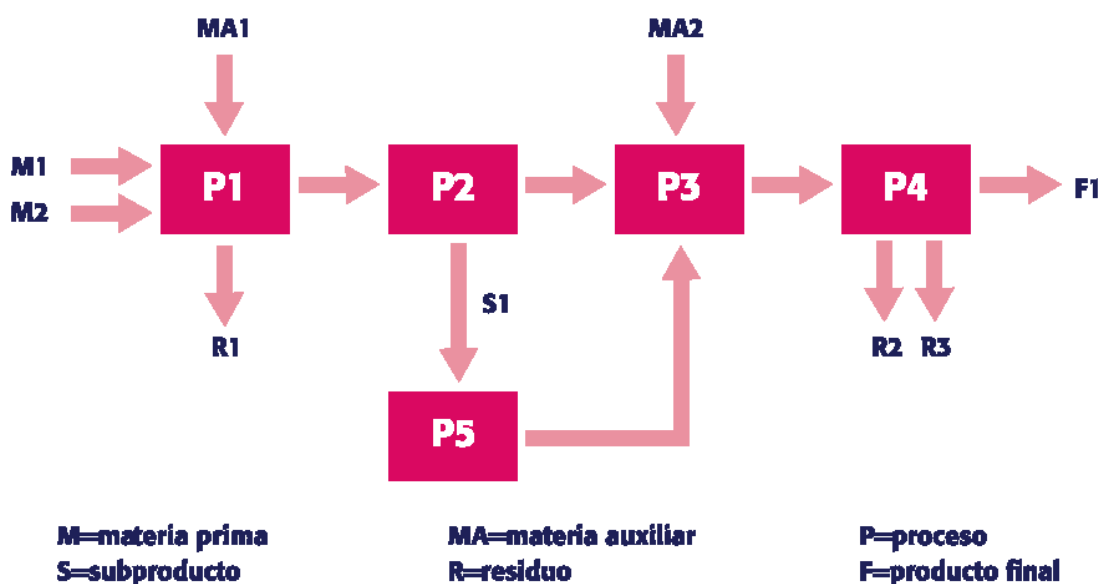 MA1
MA2
M1
M2
P1
P2
P3
P4
F1
S1
R1
R2 R3
P5
M=materia prima
MA=materia auxiliar
P=proceso
S=subproducto
R=residuo
F=producto final